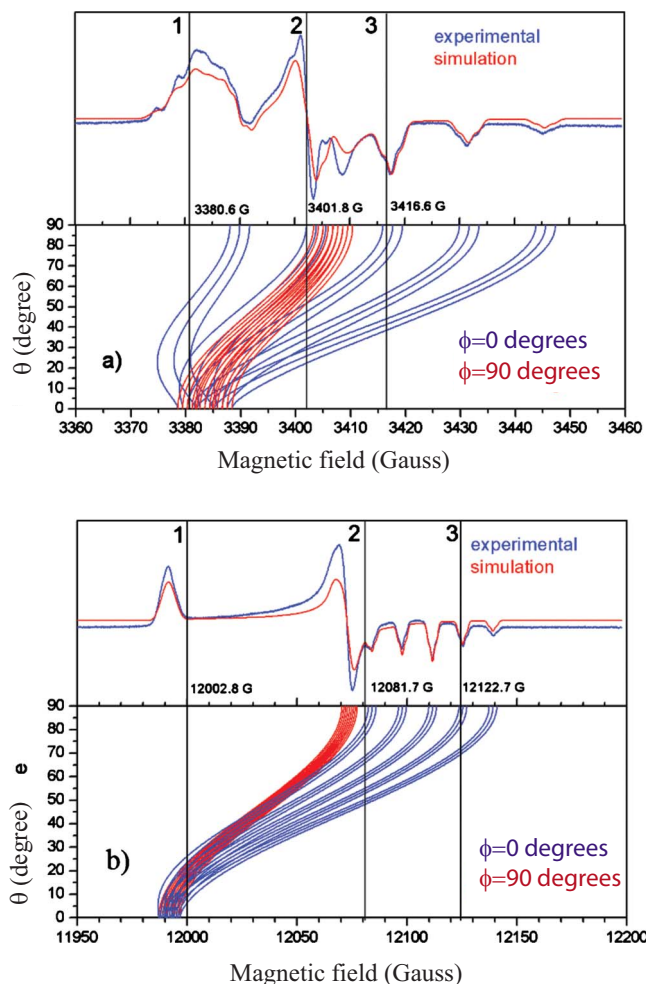 1 2 3
experimental
simulation
3380.6 G 3401.8 G 3416.6 G
90
80
70
60
50
40
30
20
10
0
θ (degree)
a)
ϕ=0 degrees
ϕ=90 degrees
3360 3370 3380 3390 3400 3410 3420 3430 3440 3450 3460
Magnetic field (Gauss)
1 2 3
experimental
simulation
12002.8 G 12081.7 G 12122.7 G
90
80
70
60
50
40
30
20
10
0
e
θ (degree)
b)
ϕ=0 degrees
ϕ=90 degrees
11950 12000 12050 12100 12150 12200
Magnetic field (Gauss)